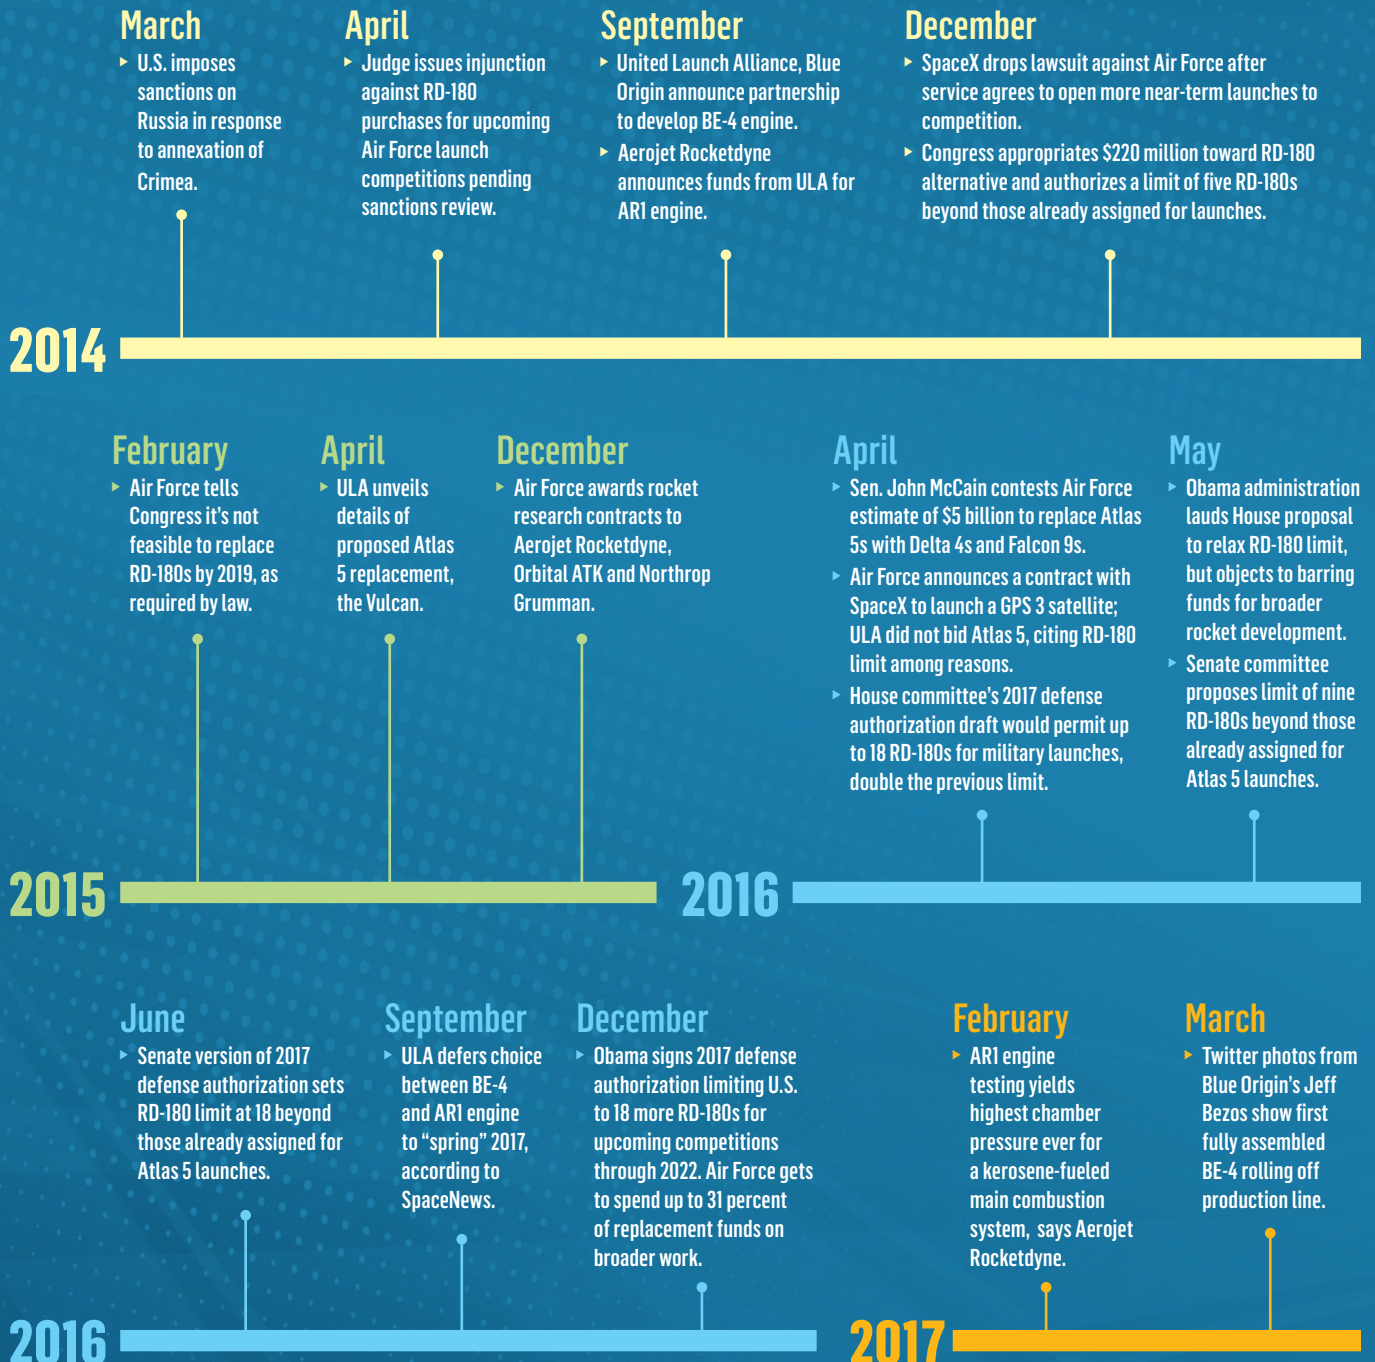 March
▸ U.S. imposes
sanctions on
Russia in response
to annexation of
Crimea.
April
▸ Judge issues injunction
against RD-180
purchases for upcoming
Air Force launch
competitions pending
sanctions review.
September
▸ United Launch Alliance, Blue
Origin announce partnership
to develop BE-4 engine.
▸ Aerojet Rocketdyne
announces funds from ULA for
AR1 engine.
December
▸ SpaceX drops lawsuit against Air Force after
service agrees to open more near-term launches to
competition.
▸ Congress appropriates $220 million toward RD-180
alternative and authorizes a limit of five RD-180s
beyond those already assigned for launches.
2014
February
▸ Air Force tells
Congress it's not
feasible to replace
RD-180s by 2019, as
required by law.
April
▸ ULA unveils
details of
proposed Atlas
5 replacement,
the Vulcan.
December
▸ Air Force awards rocket
research contracts to
Aerojet Rocketdyne,
Orbital ATK and Northrop
Grumman.
2015
April
▸ Sen. John McCain contests Air Force
estimate of $5 billion to replace Atlas
5s with Delta 4s and Falcon 9s.
▸ Air Force announces a contract with
SpaceX to launch a GPS 3 satellite;
ULA did not bid Atlas 5, citing RD-180
limit among reasons.
▸ House committee's 2017 defense
authorization draft would permit up
to 18 RD-180s for military launches,
double the previous limit.
May
▸ Obama administration
lauds House proposal
to relax RD-180 limit,
but objects to barring
funds for broader
rocket development.
▸ Senate committee
proposes limit of nine
RD-180s beyond those
already assigned for
Atlas 5 launches.
2016
June
▸ Senate version of 2017
defense authorization sets
RD-180 limit at 18 beyond
those already assigned for
Atlas 5 launches.
September
▸ ULA defers choice
between BE-4
and AR1 engine
to “spring” 2017,
according to
SpaceNews.
December
▸ Obama signs 2017 defense
authorization limiting U.S.
to 18 more RD-180s for
upcoming competitions
through 2022. Air Force gets
to spend up to 31 percent
of replacement funds on
broader work.
2016
February
▸ AR1 engine
testing yields
highest chamber
pressure ever for
a kerosene-fueled
main combustion
system, says Aerojet
Rocketdyne.
March
▸ Twitter photos from
Blue Origin's Jeff
Bezos show first
fully assembled
BE-4 rolling off
production line.
2017